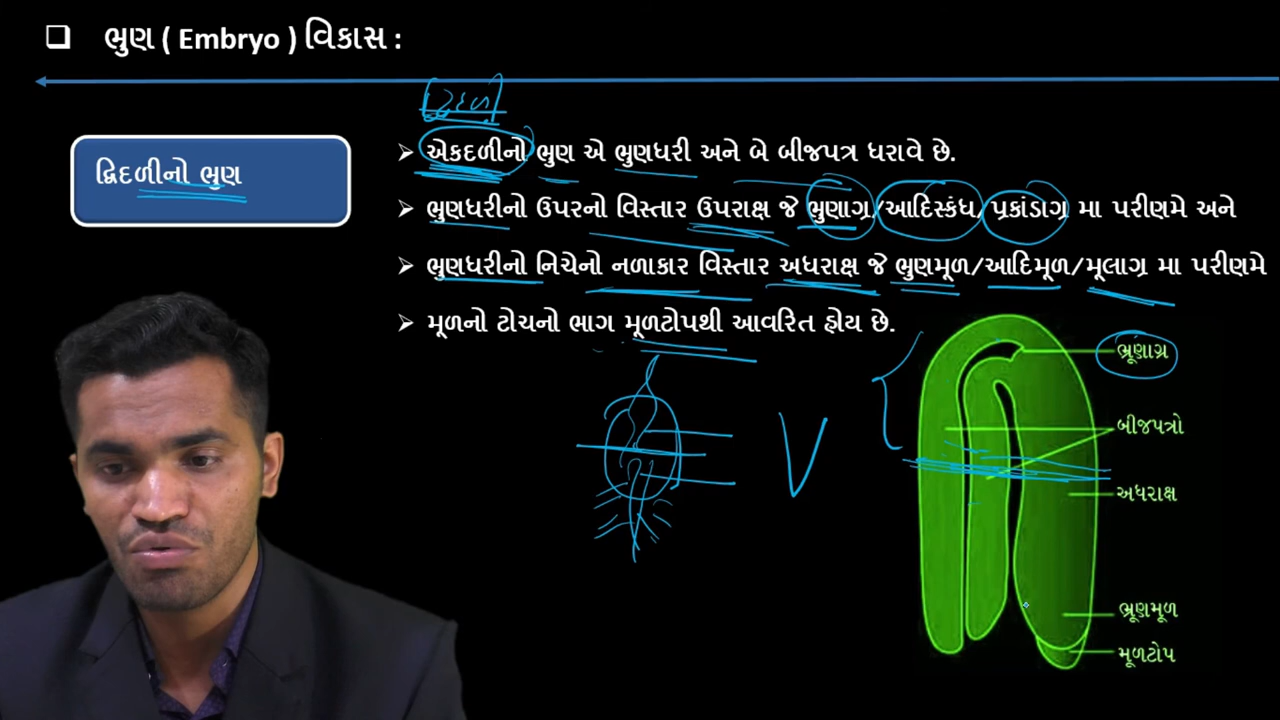 ❑ ભ્રુણ ( Embryo ) વિકાસ :
દ્વિદળીનો ભ્રુણ
➢ એકદળીનો ભ્રુણ એ ભ્રુણધરી અને બે બીજપત્ર ધરાવે છે.
➢ ભ્રુણધરીનો ઉપરનો વિસ્તાર ઉપરાક્ષ જે ભ્રુણાગ્ર/આદિસ્કંધ/પ્રકાંડાગ્ર મા પરીણમે અને
➢ ભ્રુણધરીનો નિચેનો નળાકાર વિસ્તાર અધરાક્ષ જે ભ્રુણમૂળ/આદિમૂળ/મૂલાગ્ર મા પરીણમે
➢ મૂળનો ટોચનો ભાગ મૂળટોપથી આવરિત હોય છે.
ભ્રૂણાગ્ર
બીજપત્રો
અધરાક્ષ
ભ્રૂણમૂળ
મૂળટોપ